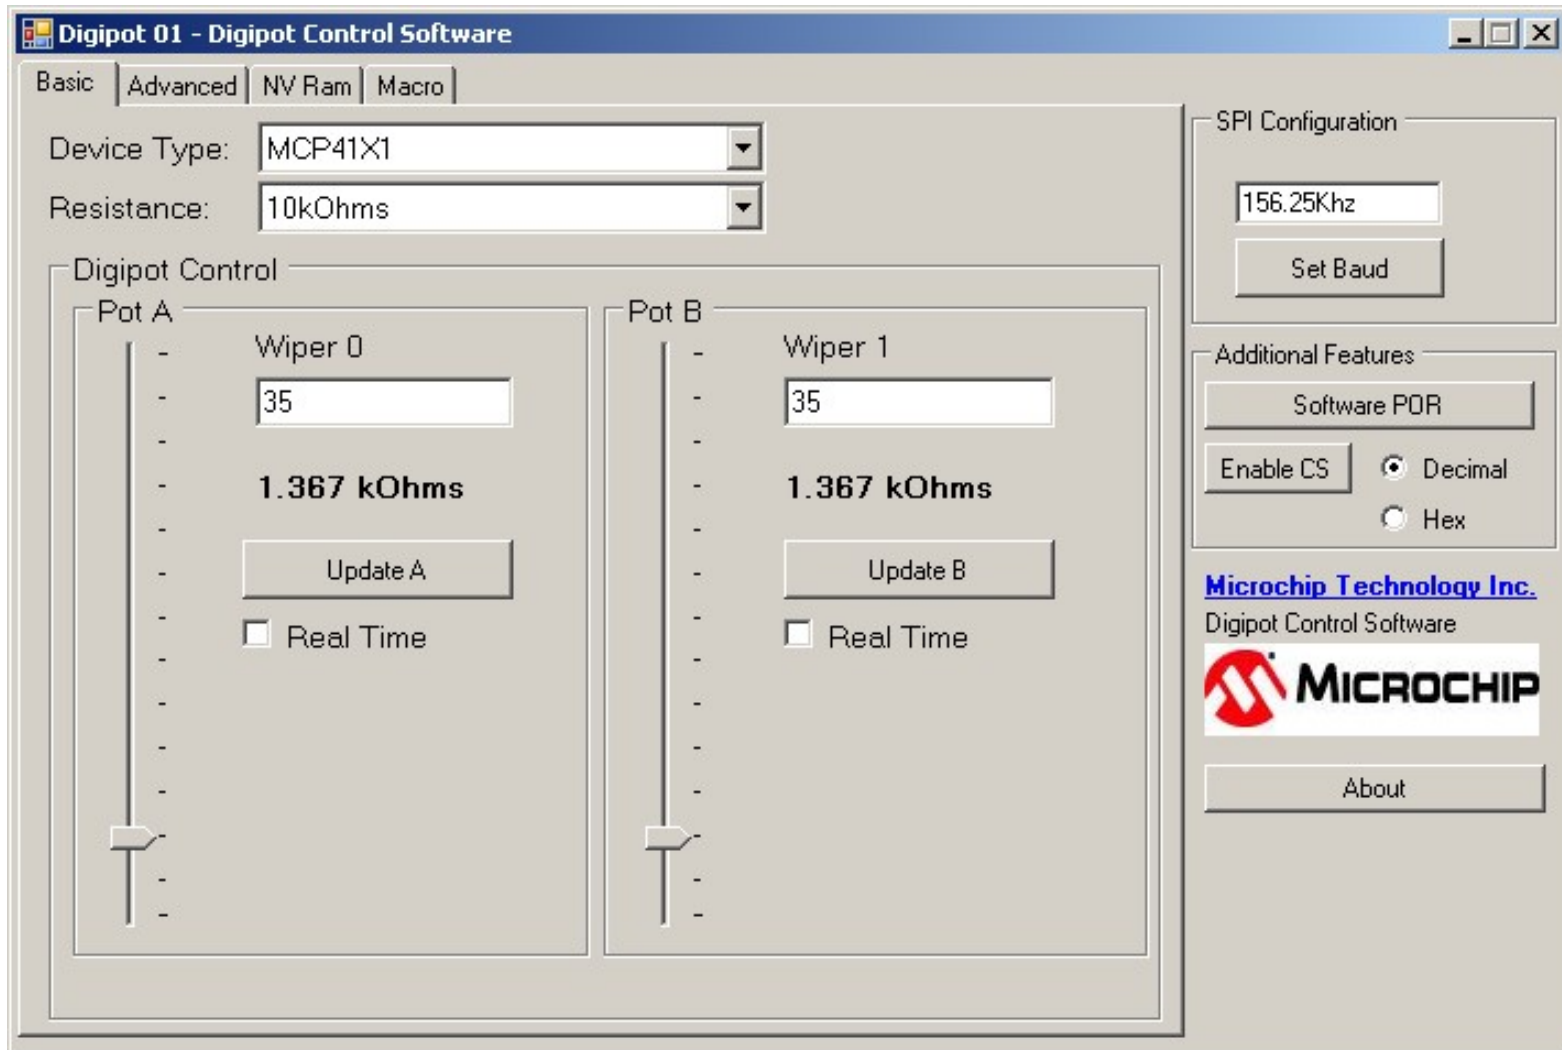 Digipot 01 - Digipot Control Software
Basic Advanced NV Ram Macro
Device Type: MCP41X1
Resistance: 10kOhms
Digipot Control
Pot A
Wiper 0
35
1.367 kOhms
Update A
Real Time
Pot B
Wiper 1
35
1.367 kOhms
Update B
Real Time
SPI Configuration
156.25Khz
Set Baud
Additional Features
Software POR
Enable CS
Decimal
Hex
Microchip Technology Inc.
Digipot Control Software
MICROCHIP
About